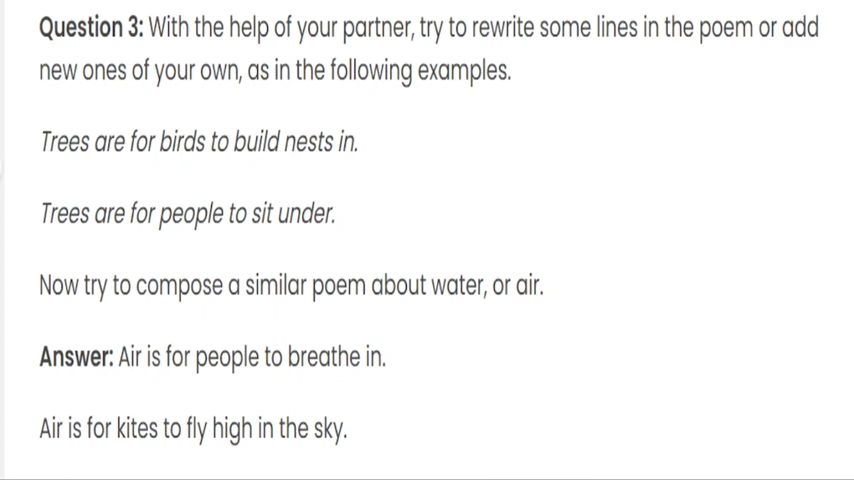 Question 3: With the help of your partner, try to rewrite some lines in the poem or add
new ones of your own, as in the following examples.
Trees are for birds to build nests in.
Trees are for people to sit under.
Now try to compose a similar poem about water, or air.
Answer: Air is for people to breathe in.
Air is for kites to fly high in the sky.